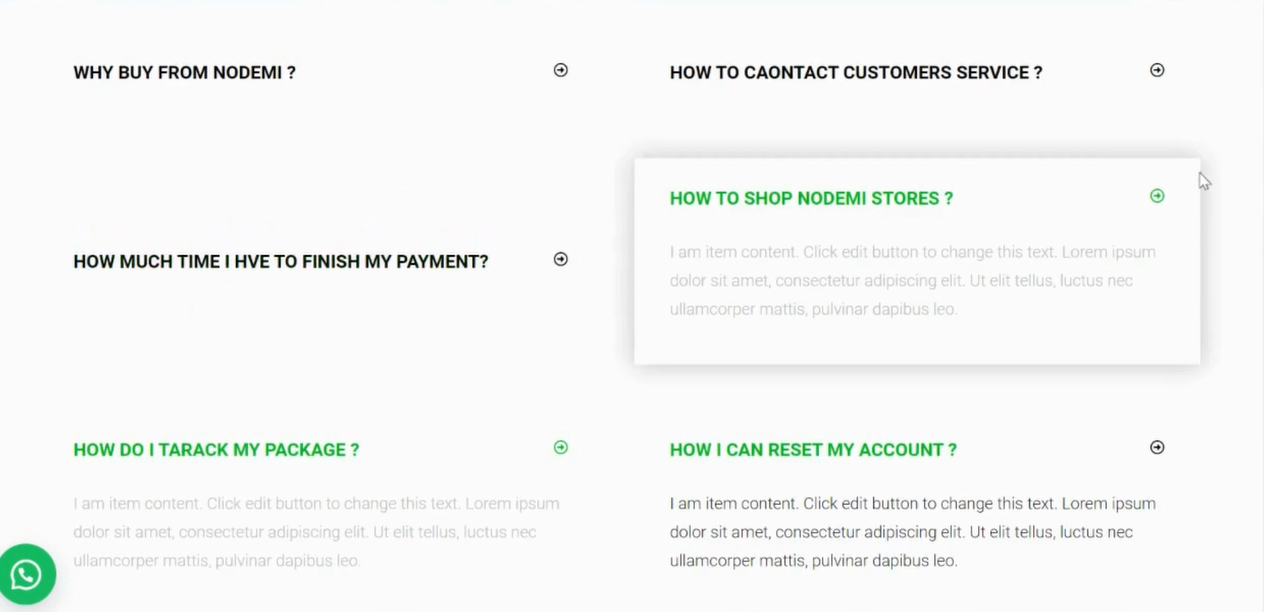 WHY BUY FROM NODEMI ?
HOW TO CAONTACT CUSTOMERS SERVICE ?
HOW TO SHOP NODEMI STORES ?
I am item content. Click edit button to change this text. Lorem ipsum
dolor sit amet, consectetur adipiscing elit. Ut elit tellus, luctus nec
ullamcorper mattis, pulvinar dapibus leo.
HOW MUCH TIME I HVE TO FINISH MY PAYMENT?
HOW DO I TARACK MY PACKAGE ?
I am item content. Click edit button to change this text. Lorem ipsum
dolor sit amet, consectetur adipiscing elit. Ut elit tellus, luctus nec
ullamcorper mattis, pulvinar dapibus leo.
HOW I CAN RESET MY ACCOUNT ?
I am item content. Click edit button to change this text. Lorem ipsum
dolor sit amet, consectetur adipiscing elit. Ut elit tellus, luctus nec
ullamcorper mattis, pulvinar dapibus leo.